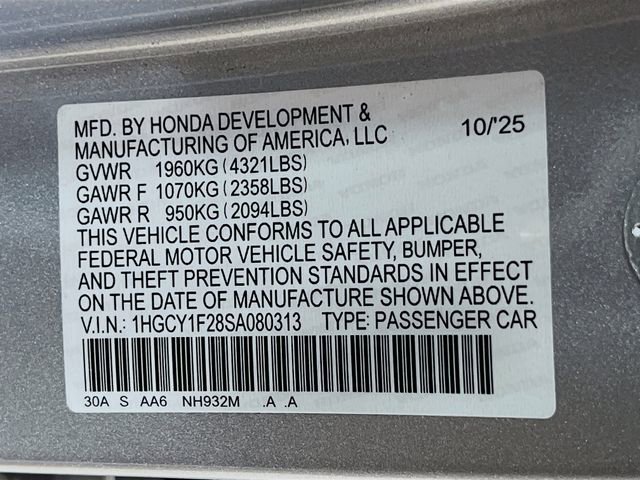 MFD. BY HONDA DEVELOPMENT & 10/'25
MANUFACTURING OF AMERICA, LLC
GVWR 1960KG (4321LBS)
GAWR F 1070KG (2358LBS)
GAWR R 950KG (2094LBS)
THIS VEHICLE CONFORMS TO ALL APPLICABLE
FEDERAL MOTOR VEHICLE SAFETY, BUMPER,
AND THEFT PREVENTION STANDARDS IN EFFECT
ON THE DATE OF MANUFACTURE SHOWN ABOVE.
V.I.N.: 1HGCY1F28SA080313 TYPE: PASSENGER CAR
30A S AA6 NH932M .A .A